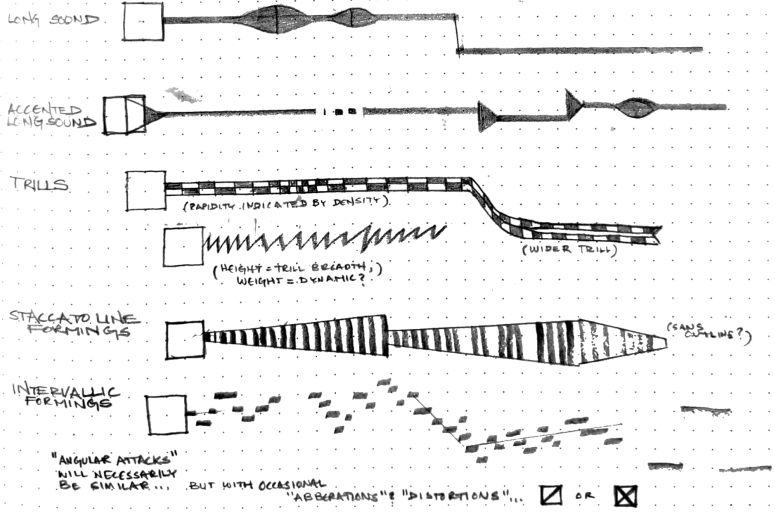 LONG SOUND
ACCENTED
LONG SOUND
TRILLS
(RAPIDITY INDICATED BY DENSITY)
(WIDER TRILL)
(HEIGHT = TRILL BREADTH,)
WEIGHT = DYNAMIC?
STACCATO LINE
FORMINGS
(SANS
OUTLINE?)
INTERVALLIC
FORMINGS
"ANGULAR ATTACKS"
WILL NECESSARILY
BE SIMILAR... BUT WITH OCCASIONAL
"ABBERATIONS" & "DISTORTIONS"... OR